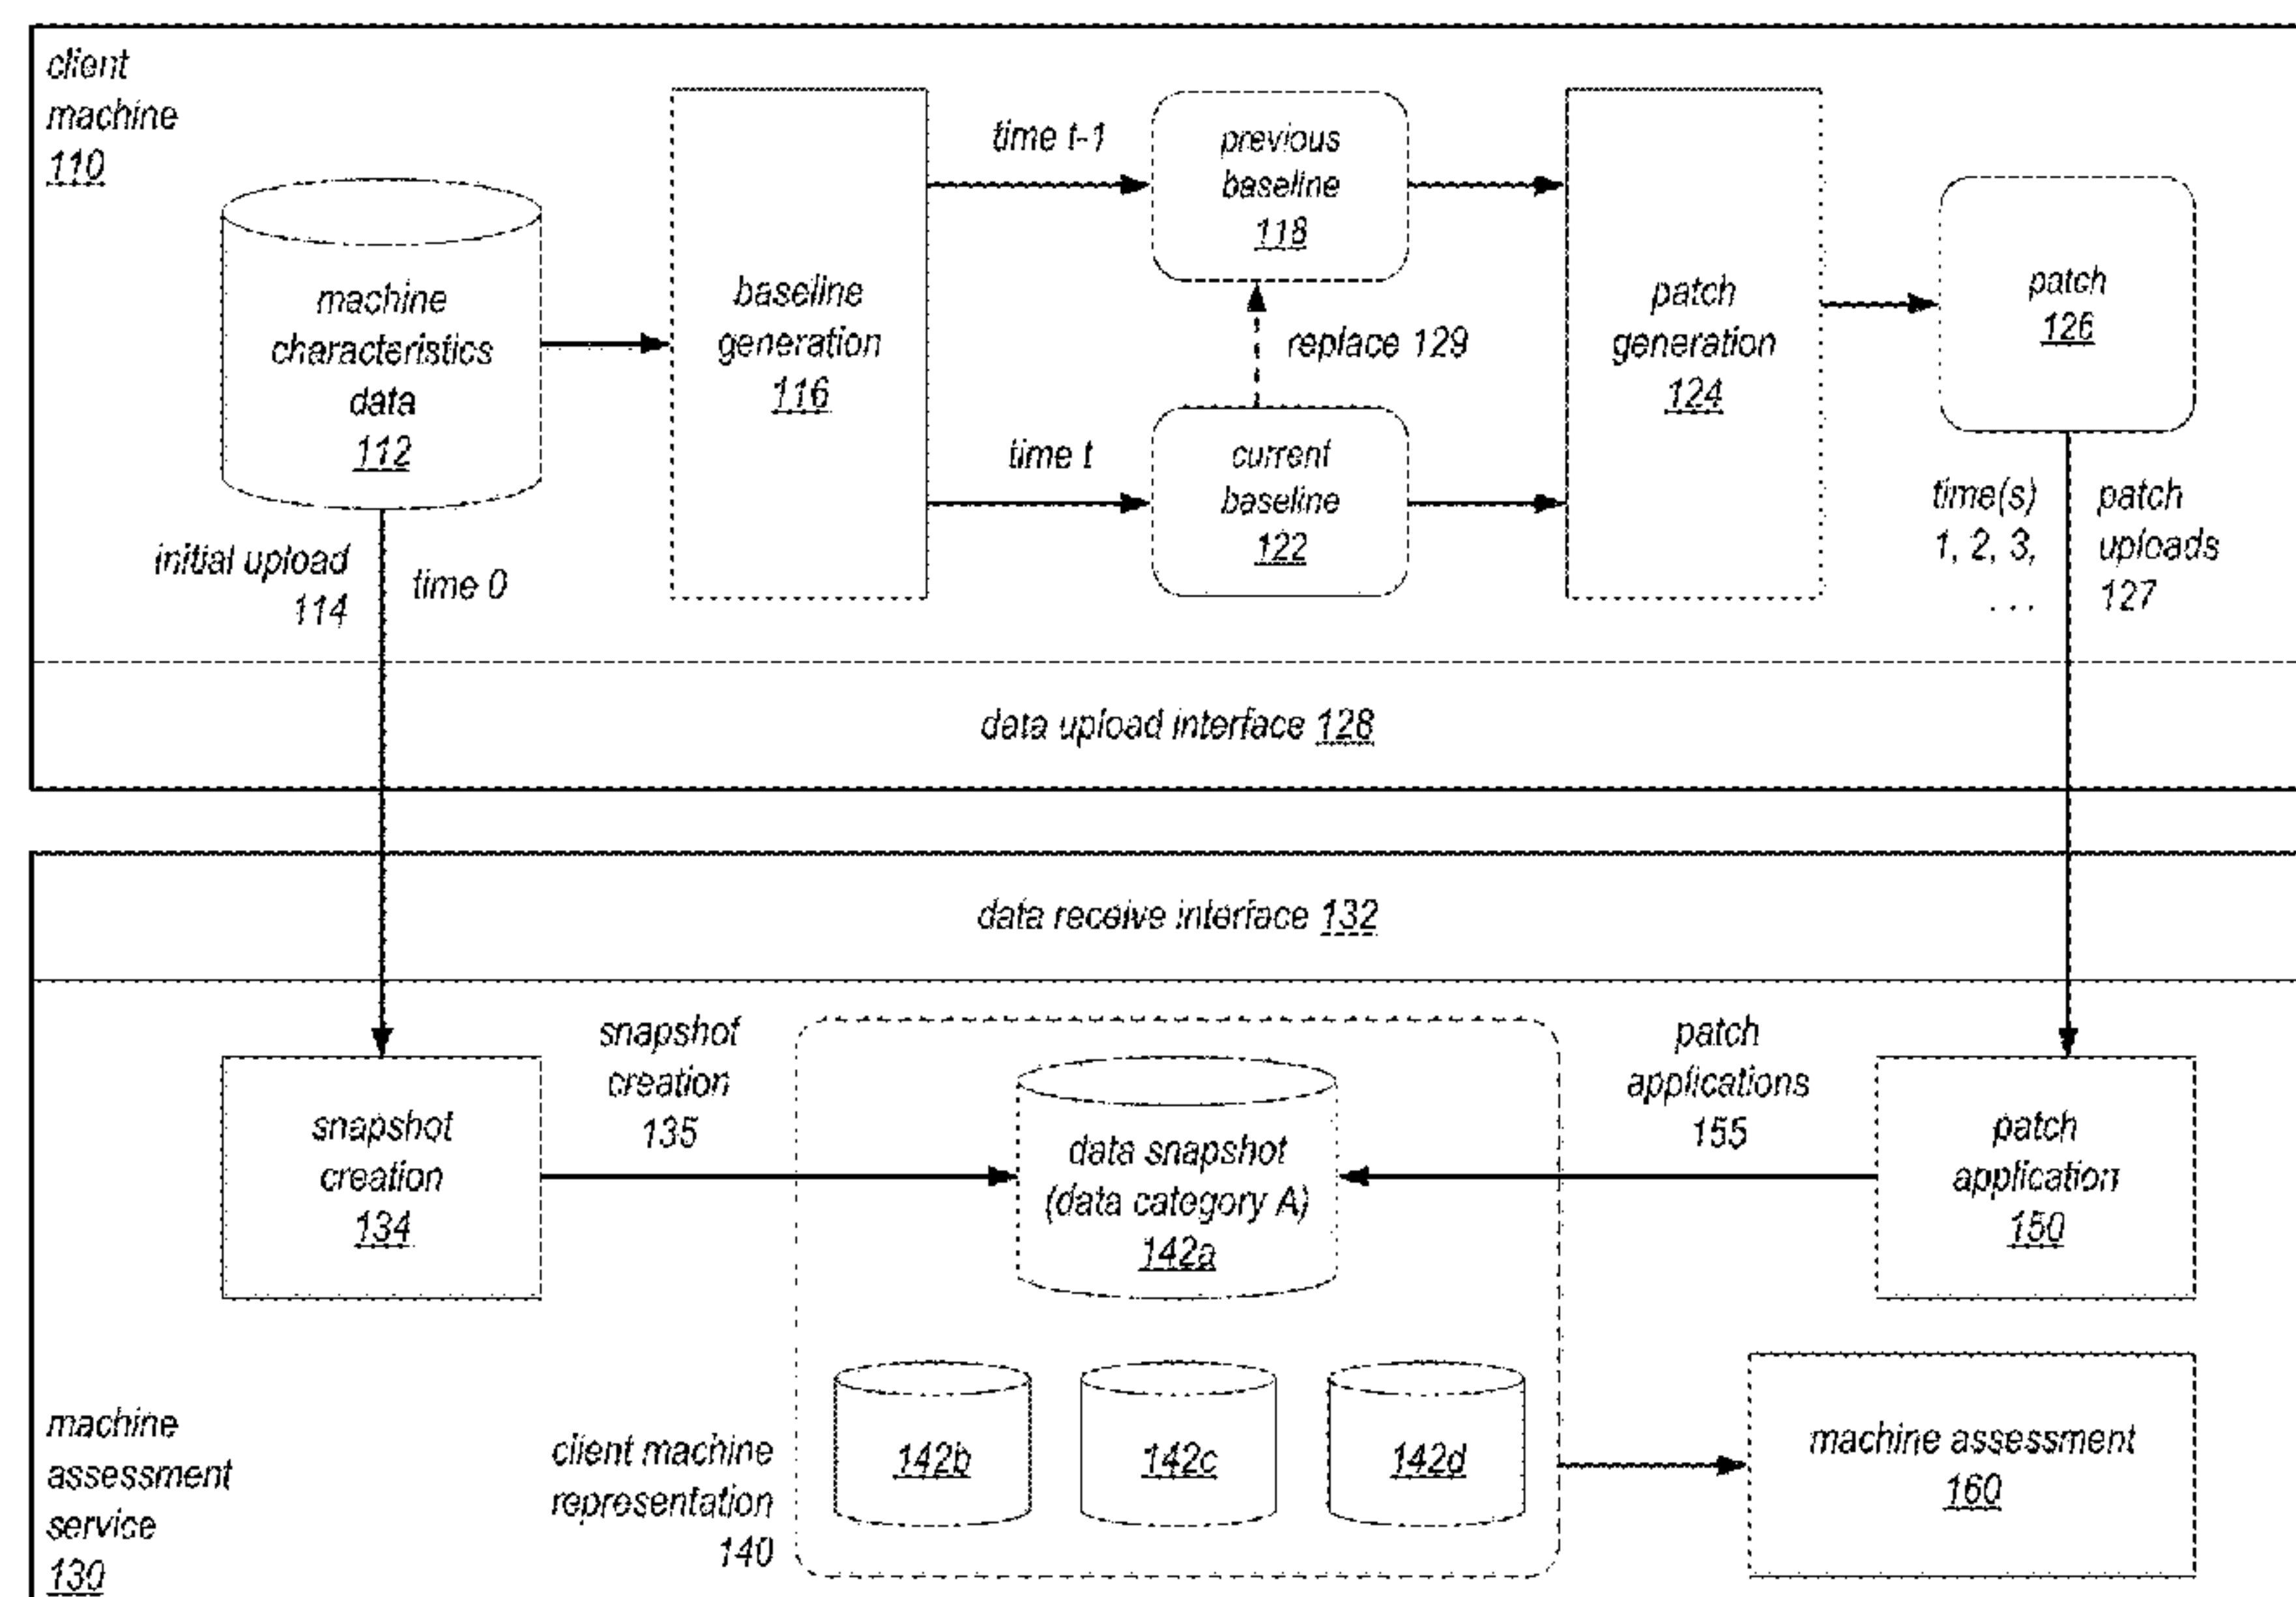 client
machine
110
machine
characteristics
data
112
initial upload
114
time 0
baseline
generation
116
time t-1
previous
baseline
118
replace 129
time t
current
baseline
122
patch
generation
124
patch
126
time(s)
1, 2, 3,
. . .
patch
uploads
127
data upload interface 128
data receive interface 132
snapshot
creation
134
snapshot
creation
135
data snapshot
(data category A)
142a
patch
applications
155
patch
application
150
142b
142c
142d
client machine
representation
140
machine assessment
160
machine
assessment
service
130